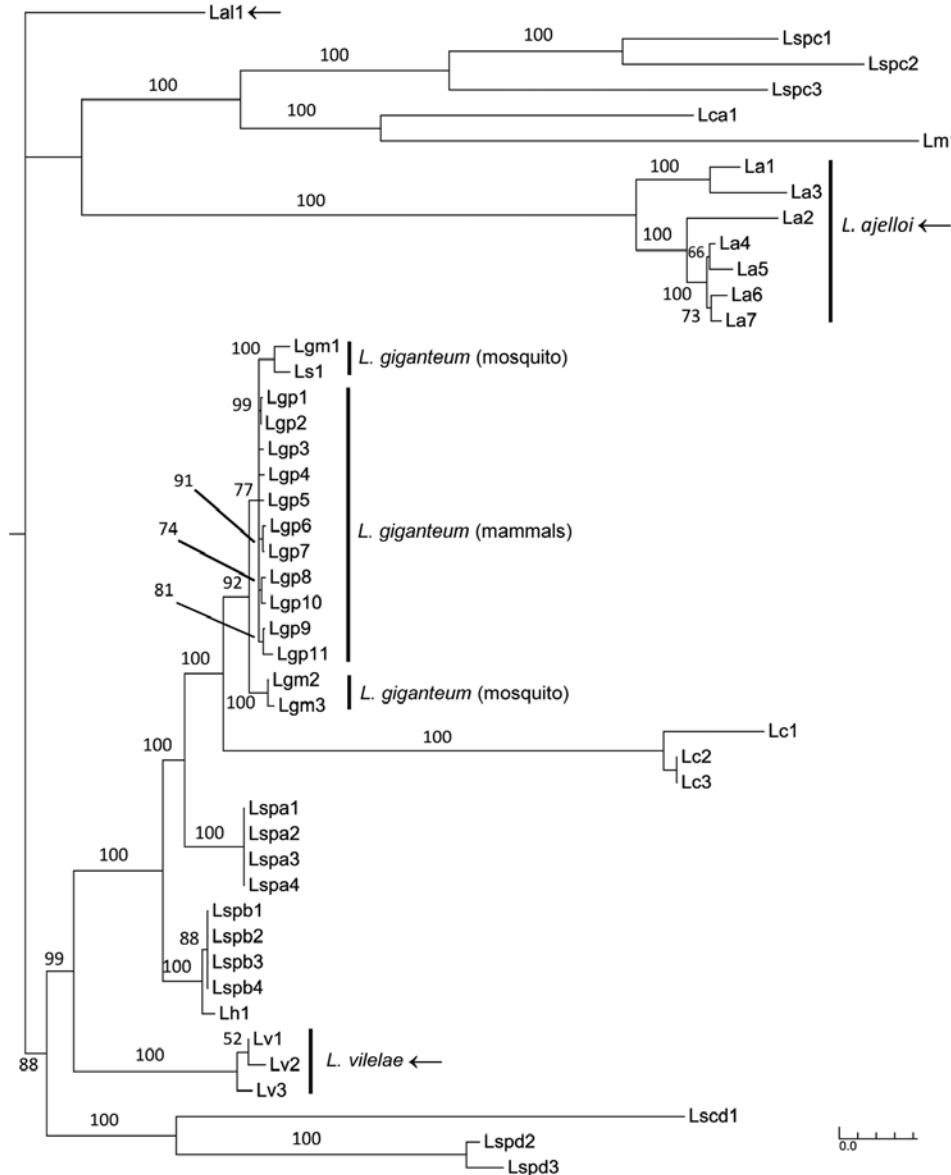 Lal1 ←
100
Lspc1
Lspc2
100
100
Lspc3
100
Lca1
Lm1
100
La1
La3
100
100
La2
66
La4
La5
100
La6
73
La7
L. ajelloi ←
100
Lgm1
Ls1
L. giganteum (mosquito)
99
Lgp1
Lgp2
Lgp3
Lgp4
91
77
Lgp5
Lgp6
Lgp7
L. giganteum (mammals)
74
Lgp8
92
Lgp10
81
Lgp9
Lgp11
100
Lgm2
100
Lgm3
L. giganteum (mosquito)
100
100
Lc1
Lc2
Lc3
Lspa1
Lspa2
100
Lspa3
Lspa4
100
Lspb1
88
Lspb2
Lspb3
99
100
Lspb4
Lh1
52
Lv1
100
Lv2
Lv3
L. vilelae ←
88
100
Lscd1
Lspd2
Lspd3
0.0